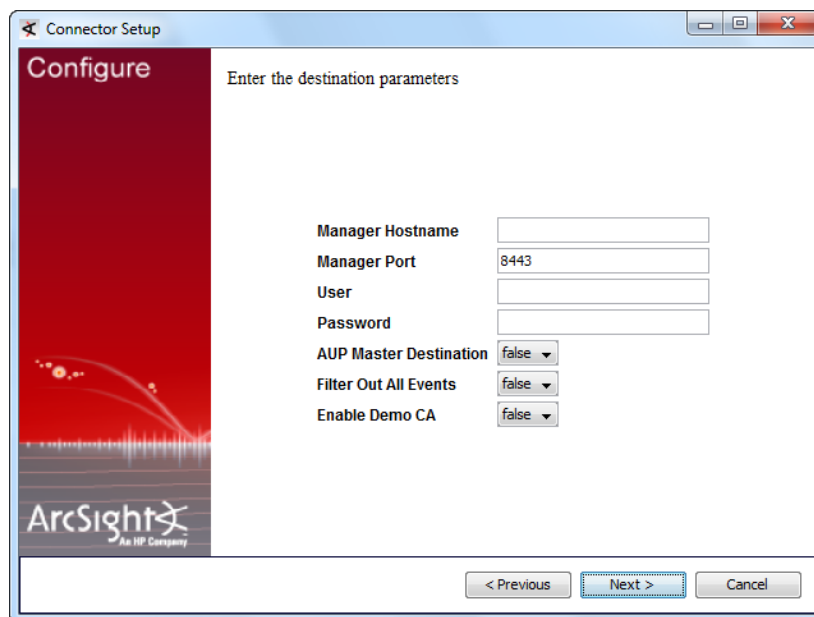 Connector Setup
Configure
Enter the destination parameters
Manager Hostname
Manager Port 8443
User
Password
AUP Master Destination false
Filter Out All Events false
Enable Demo CA false
ArcSight
An HP Company
< Previous Next > Cancel